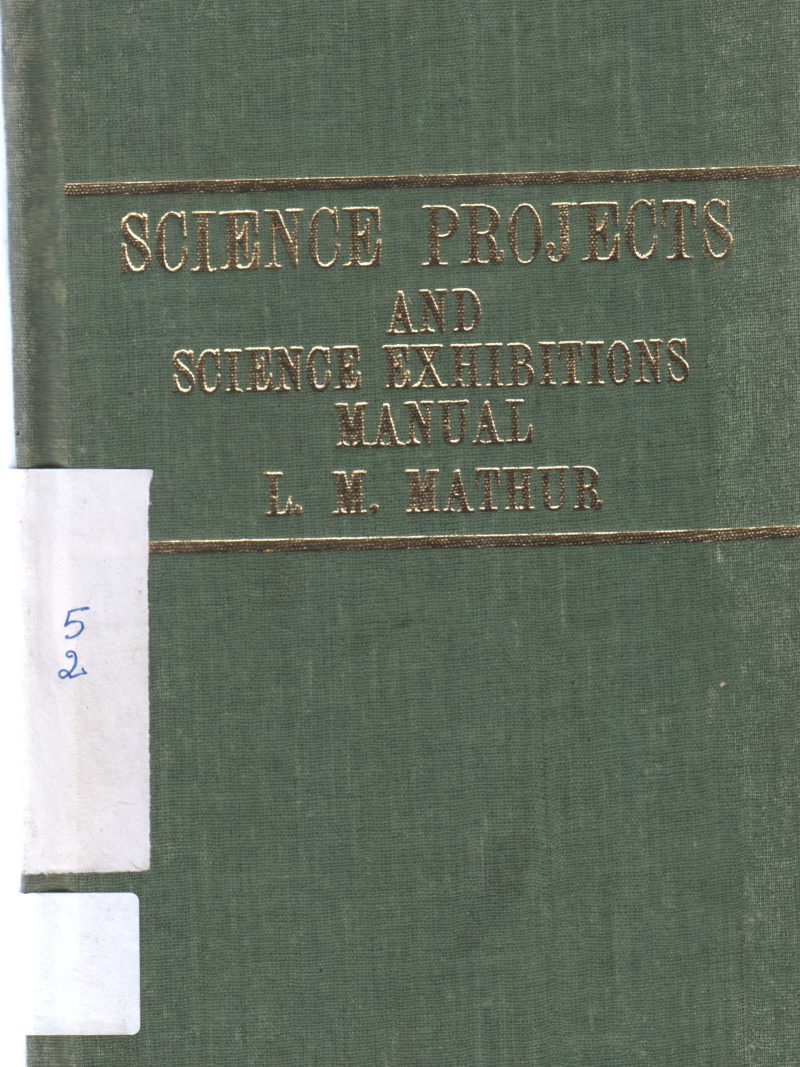 SCIENCE PROJECTS
AND
SCIENCE EXHIBITIONS
MANUAL
L. M. MATHUR
5
2